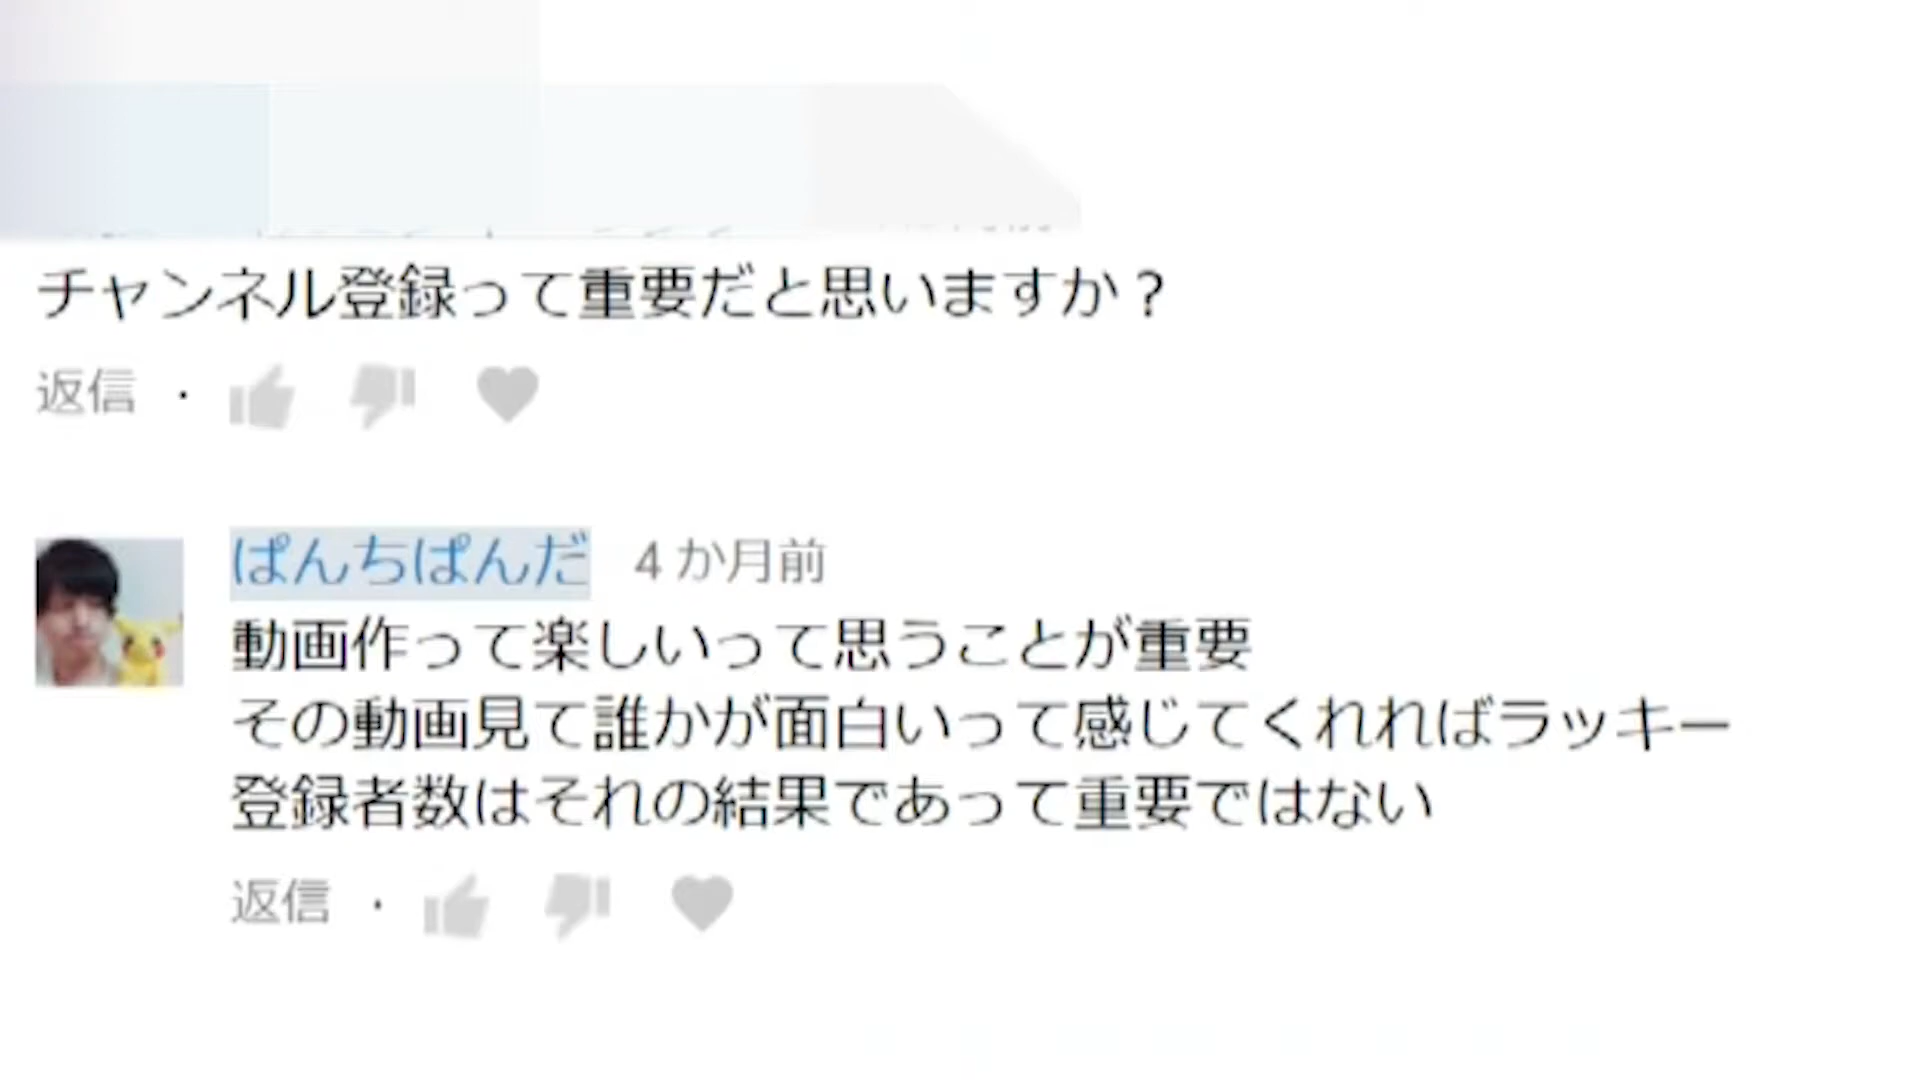 チャンネル登録って重要だと思いますか？
返信 ・
ぱんちぱんだ 4 か月前
動画作って楽しいって思うことが重要
その動画見て誰かが面白いって感じてくれればラッキー
登録者数はそれの結果であって重要ではない
返信 ・